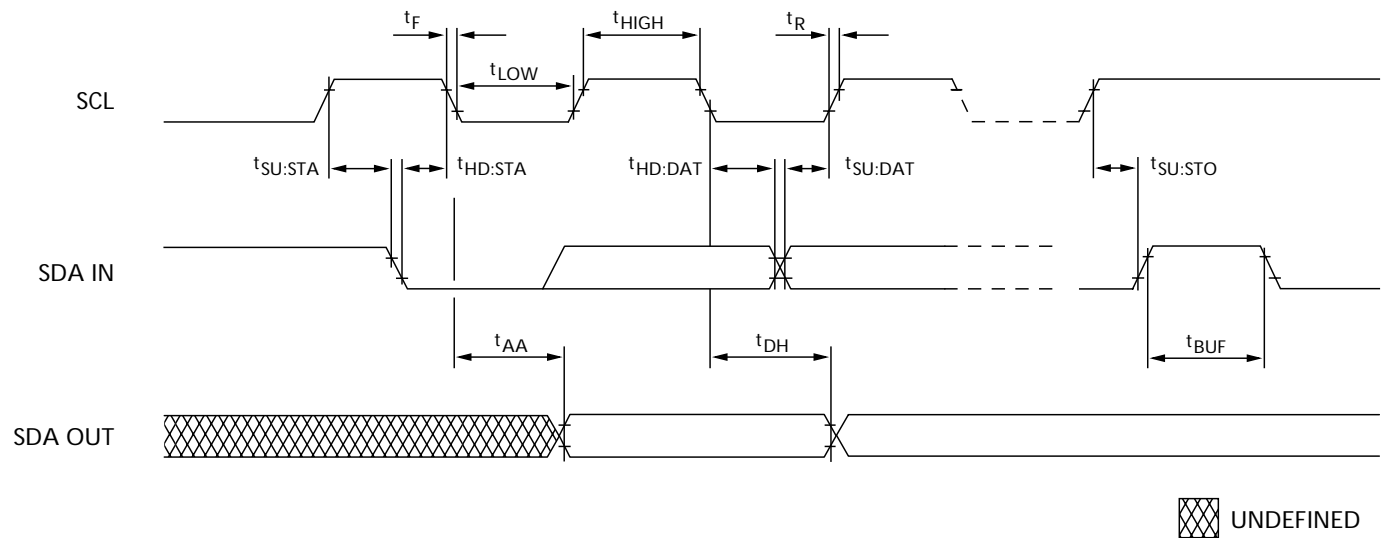 tF tHIGH tR
tLOW
SCL
tSU:STA tHD:STA tHD:DAT tSU:DAT tSU:STO
SDA IN
tAA tDH tBUF
SDA OUT
UNDEFINED